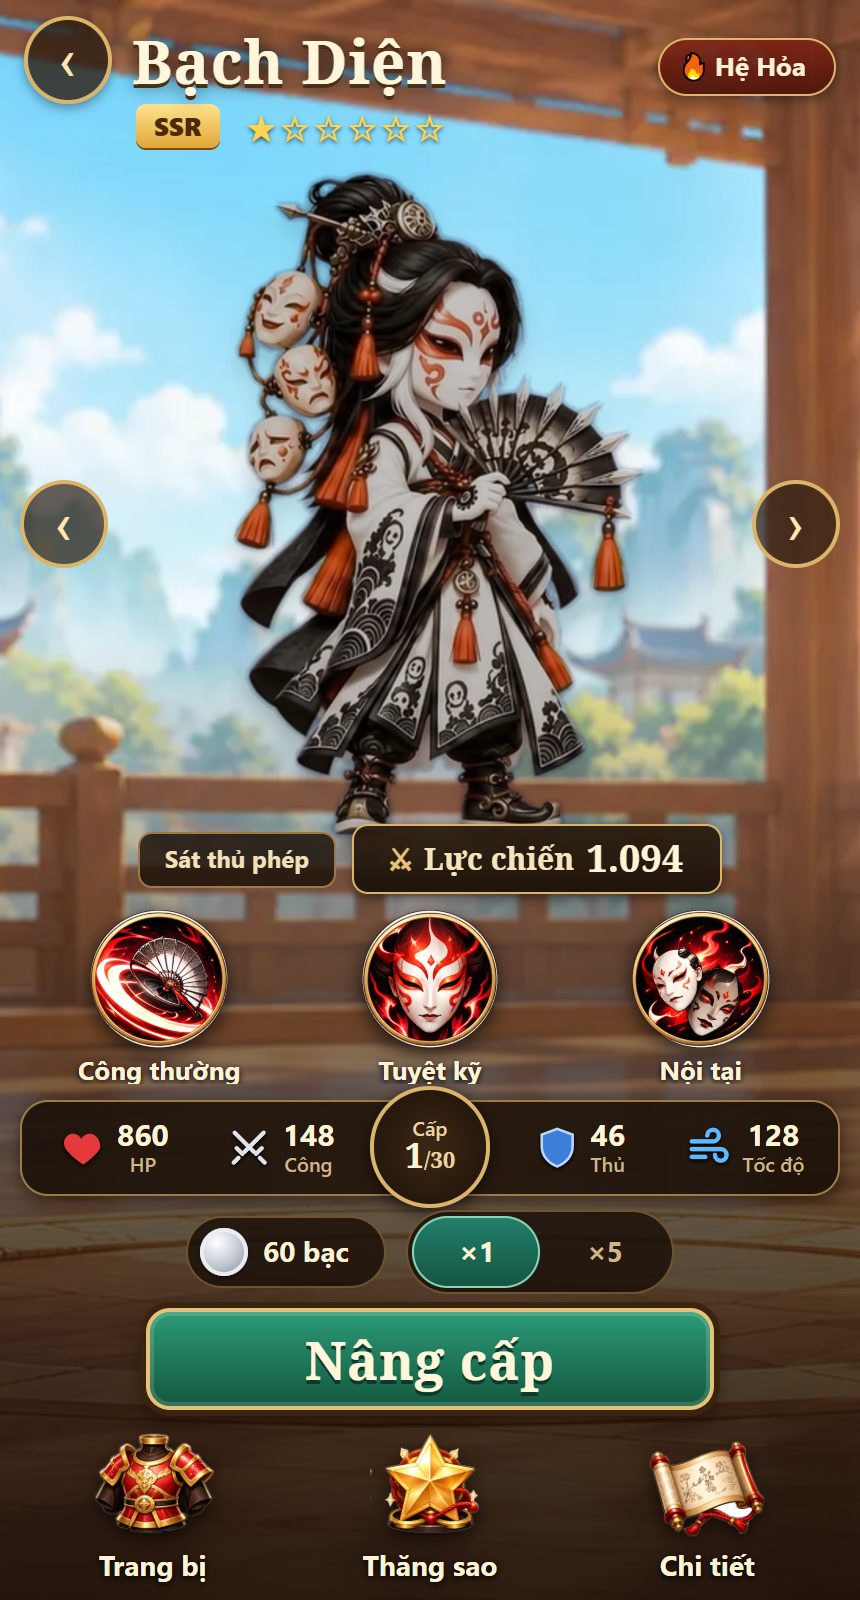 Bạch Diện
Hệ Hỏa
SSR
Sát thủ phép
Lực chiến 1.094
Công thường
Tuyệt kỹ
Nội tại
860
HP
148
Công
Cấp
1/30
46
Thủ
128
Tốc độ
60 bạc
×1
×5
Nâng cấp
Trang bị
Thăng sao
Chi tiết